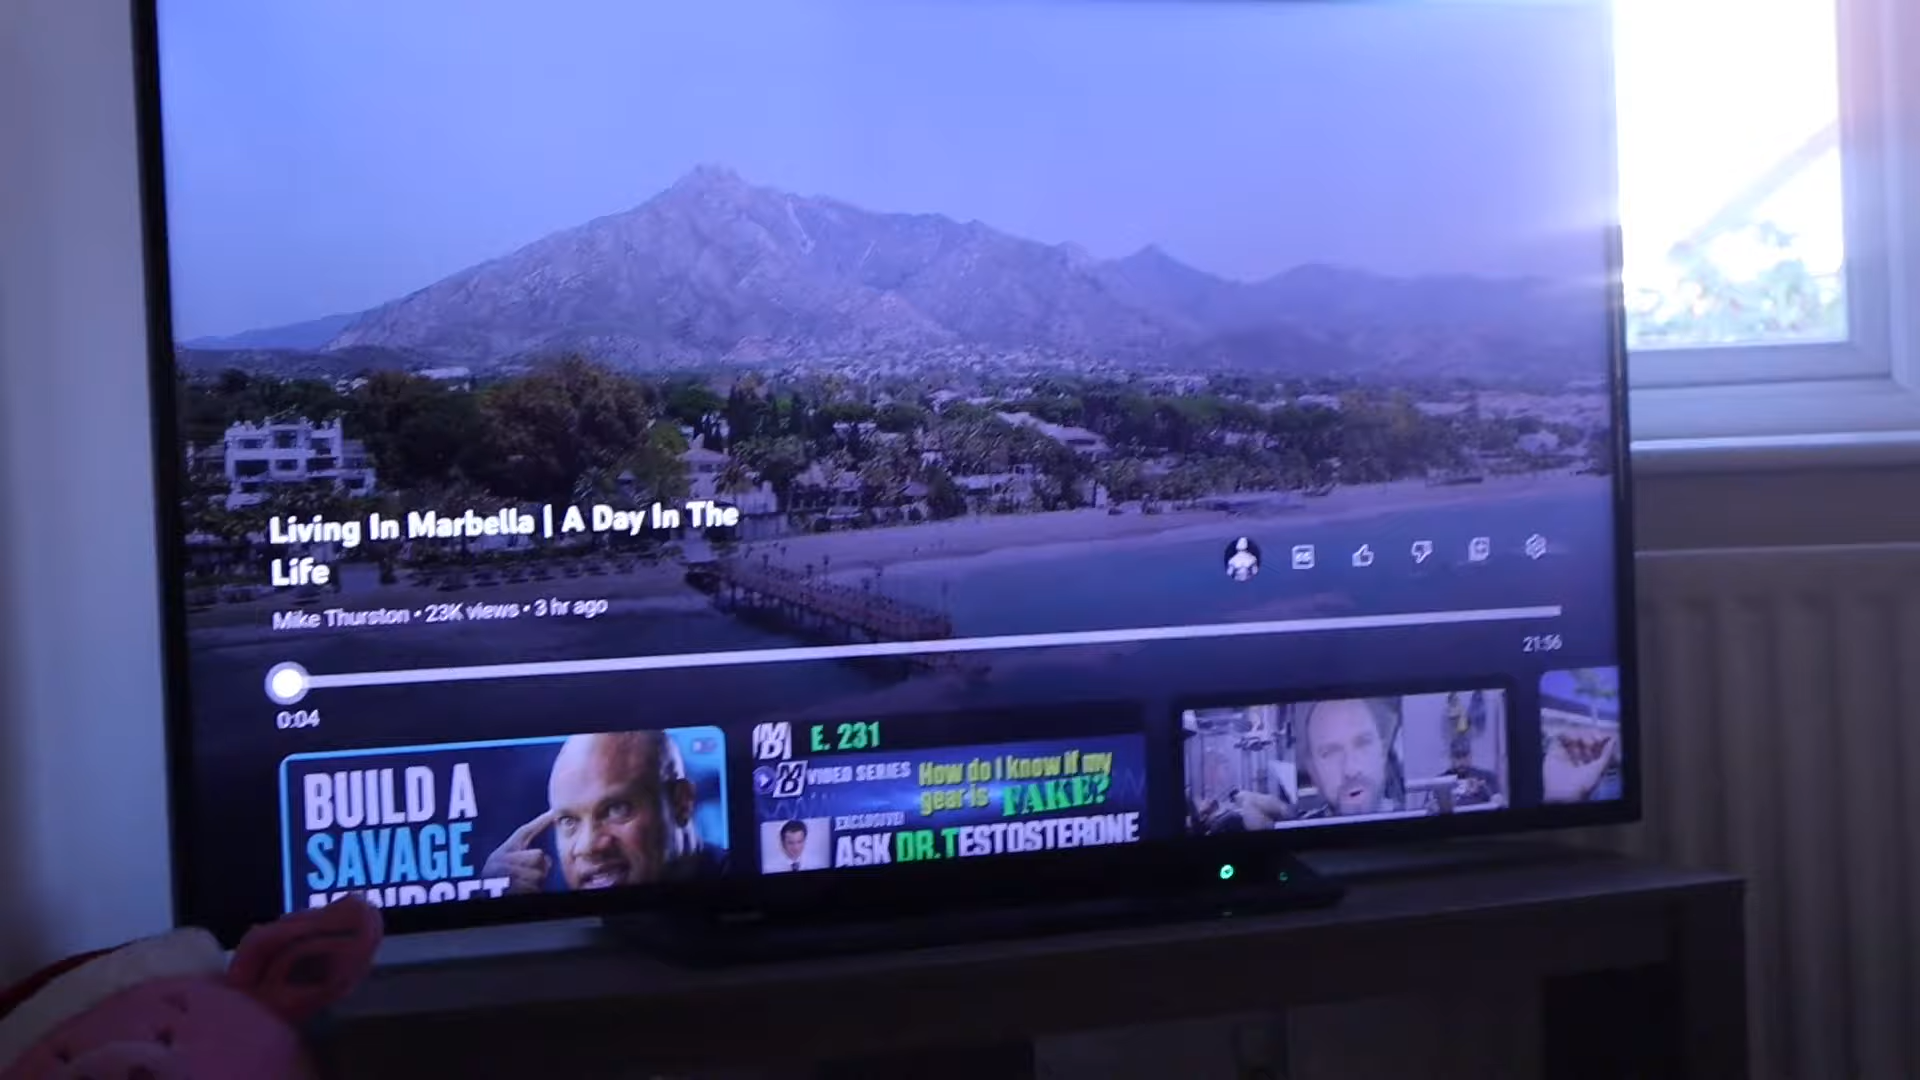 Living In Marbella | A Day In The
Life
Mike Thurston • 23K views • 3 hr ago
21:56
0:04
BUILD A
SAVAGE
MINDSET
E. 231
VIDEO SERIES
How do I know if my
gear is FAKE?
EXCLUSIVE!
ASK DR.TESTOSTERONE